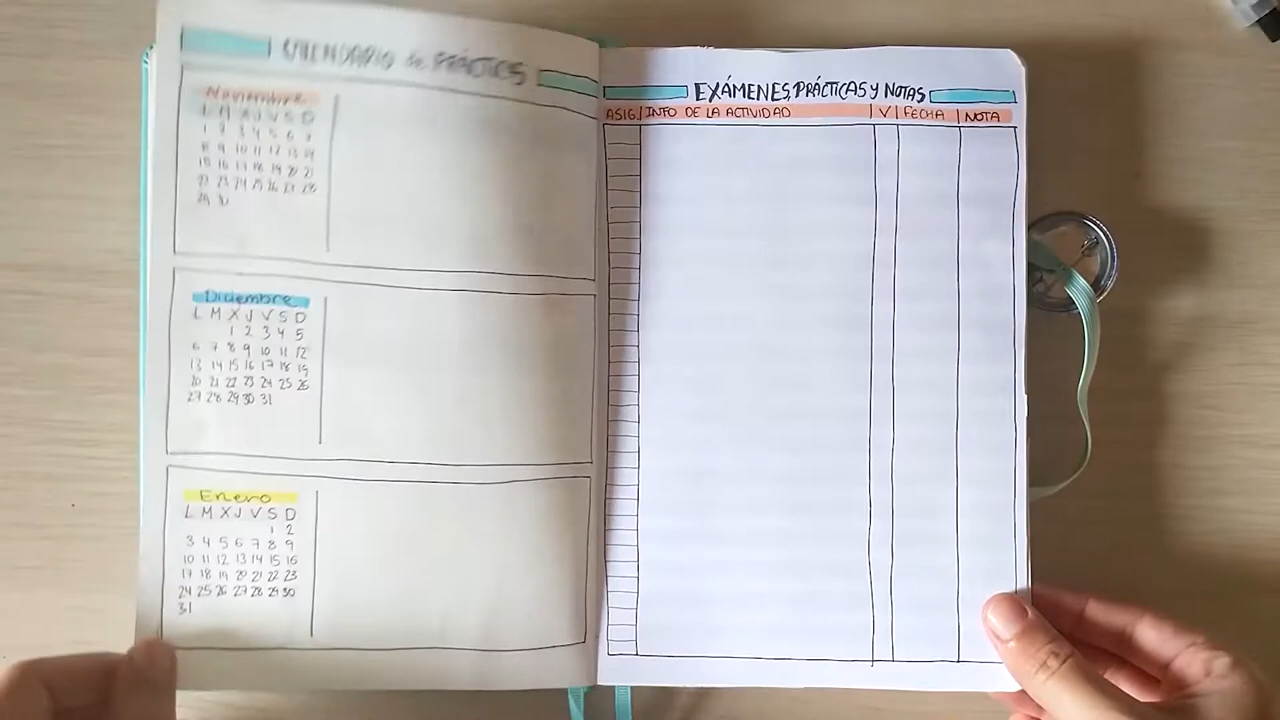 CALENDARIO de PRÁCTICAS
Noviembre
L M X J V S D
1 2 3 4 5 6 7
8 9 10 11 12 13 14
15 16 17 18 19 20 21
22 23 24 25 26 27 28
29 30
Diciembre
L M X J V S D
1 2 3 4 5
6 7 8 9 10 11 12
13 14 15 16 17 18 19
20 21 22 23 24 25 26
27 28 29 30 31
Enero
L M X J V S D
1 2
3 4 5 6 7 8 9
10 11 12 13 14 15 16
17 18 19 20 21 22 23
24 25 26 27 28 29 30
31
EXÁMENES, PRÁCTICAS Y NOTAS
ASIG. INFO DE LA ACTIVIDAD V FECHA NOTA